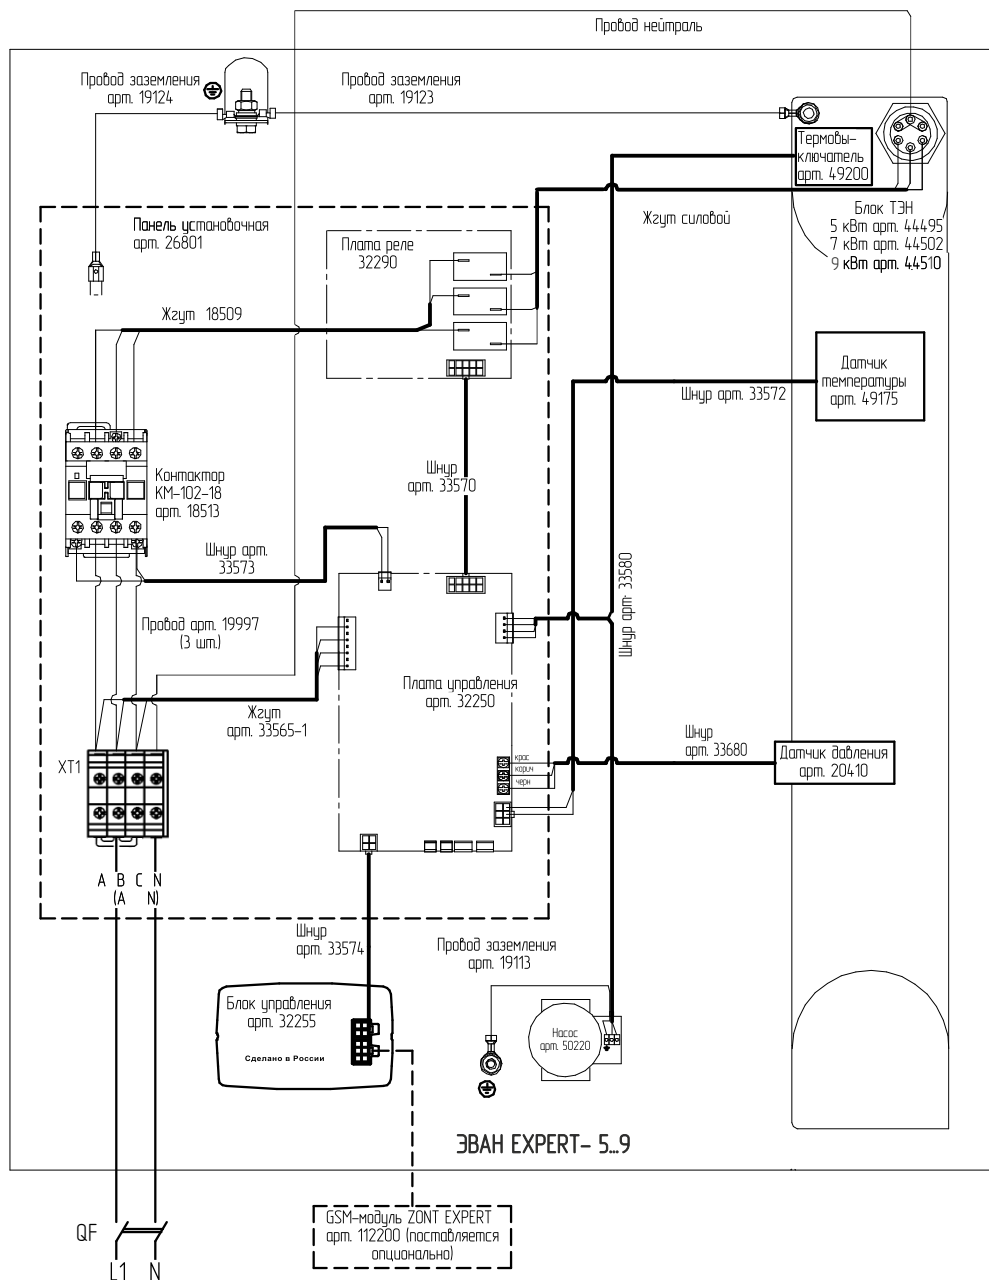 Провод нейтраль
Провод заземления
арт. 19124
Провод заземления
арт. 19123
Термовы-
ключатель
арт. 49200
Панель установочная
арт. 26801
Плата реле
32290
Жгут силовой
Блок ТЭН
5 кВт арт. 44495
7 кВт арт. 44502
9 кВт арт. 44510
Жгут 18509
Датчик
температуры
арт. 49175
Шнур арт. 33572
Контактор
КМ-102-18
арт. 18513
Шнур
арт. 33570
Шнур арт.
33573
Шнур арт. 33580
Провод арт. 19997
(3 шт.)
Плата управления
арт. 32250
Жгут
арт. 33565-1
Шнур
арт. 33680
Датчик давления
арт. 20410
XT1
крас
корич
черн
A B C N
(A N)
Шнур
арт. 33574
Провод заземления
арт. 19113
Блок управления
арт. 32255
Сделано в России
Насос
арт. 50220
ЭВАН EXPERT- 5...9
GSM-модуль ZONT EXPERT
арт. 112200 (поставляется
опционально)
QF
L1 N